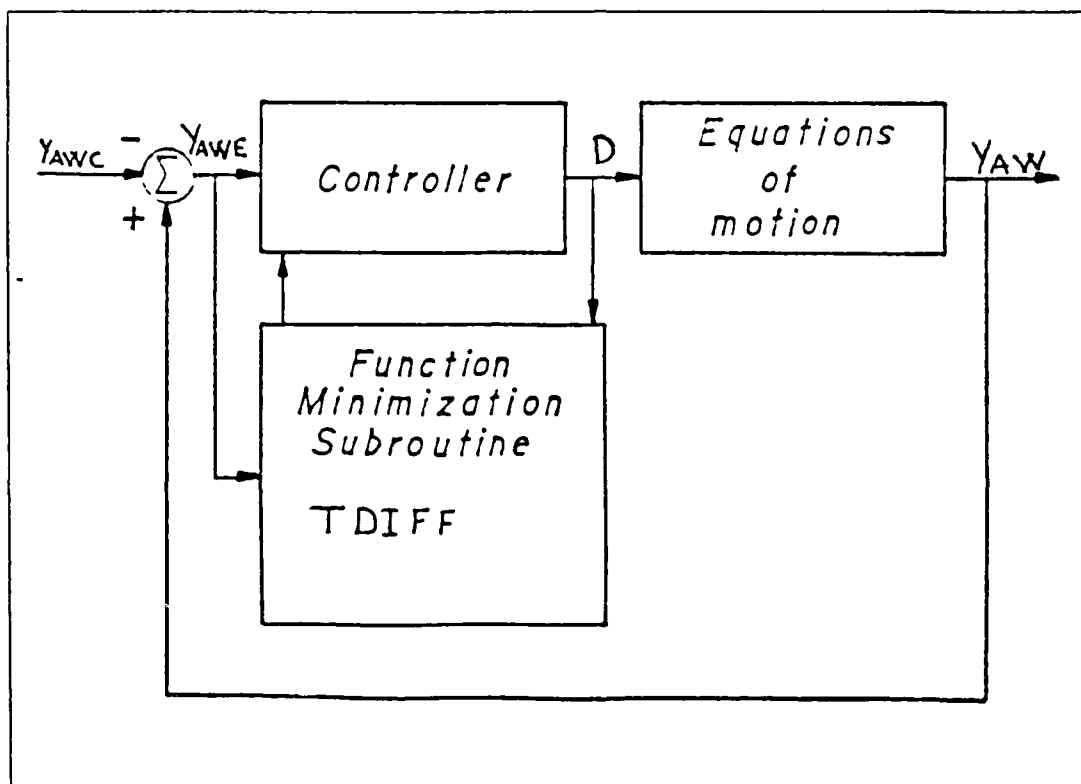 YAWC
-
+
Σ
YAWE
Controller
D
Equations
of
motion
YAW
Function
Minimization
Subroutine
TDIFF